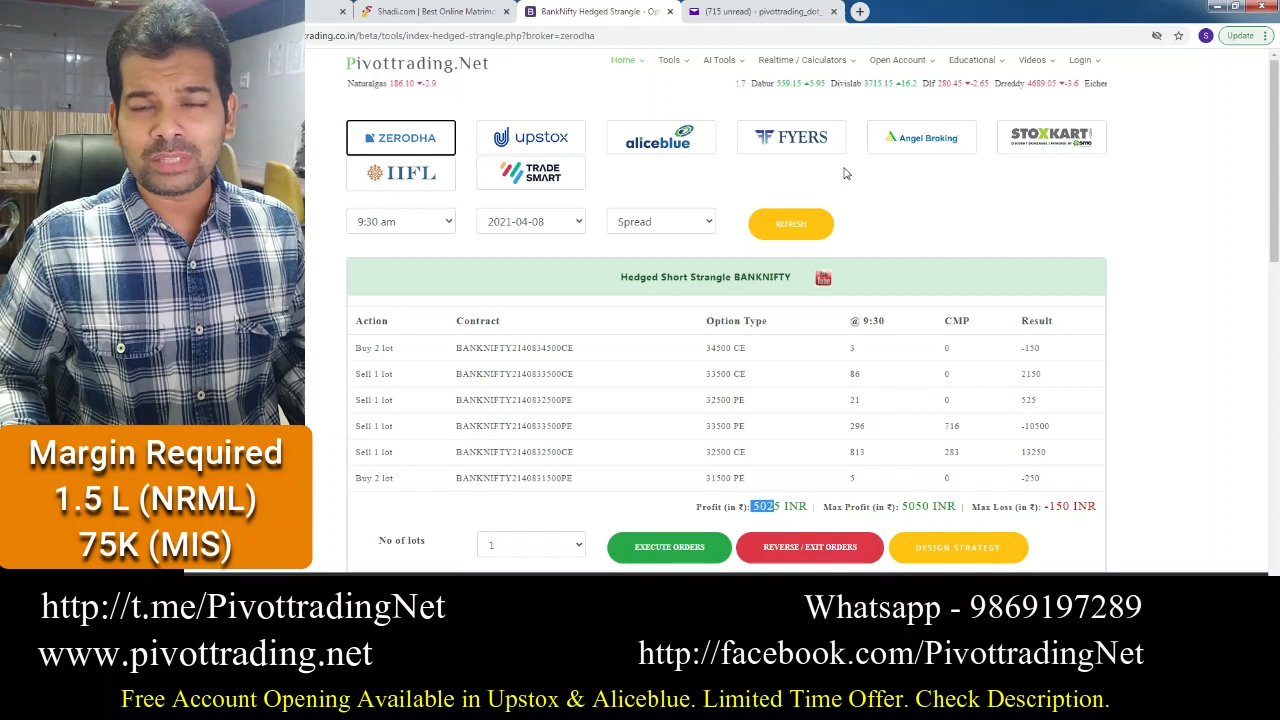 Shadi.com | Best Online Matrim
BankNifty Hedged Strangle - Op
(715 unread) - pivottrading_dot_
trading.co.in/beta/tools/index-hedged-strangle.php?broker=zerodha
S
Update
Pivottrading.Net
Home Tools AI Tools Realtime / Calculators Open Account Educational Videos Login
Naturalgas 186.10 -2.9
Dabur 559.15 5.95 Divislab 3715.15 16.2 Dlf 280.45 -2.65 Drreddy 4689.05 -3.6 Eicher
ZERODHA
upstox
aliceblue
FYERS
Angel Broking
STOXKART
IIFL
TRADE SMART
9:30 am 2021-04-08 Spread REFRESH
Hedged Short Strangle BANKNIFTY
Action Contract Option Type @ 9:30 CMP Result
Buy 2 lot BANKNIFTY2140834500CE 34500 CE 3 0 -150
Sell 1 lot BANKNIFTY2140833500CE 33500 CE 86 0 2150
Sell 1 lot BANKNIFTY2140832500PE 32500 PE 21 0 525
Sell 1 lot BANKNIFTY2140833500PE 33500 PE 296 716 -10500
Sell 1 lot BANKNIFTY2140832500CE 32500 CE 813 283 13250
Buy 2 lot BANKNIFTY2140831500PE 31500 PE 5 0 -250
Profit (in ₹): 5025 INR | Max Profit (in ₹): 5050 INR | Max Loss (in ₹): -150 INR
No of lots 1 EXECUTE ORDERS REVERSE / EXIT ORDERS DESIGN STRATEGY
Margin Required
1.5 L (NRML)
75K (MIS)
http://t.me/PivottradingNet
Whatsapp - 9869197289
www.pivottrading.net
http://facebook.com/PivottradingNet
Free Account Opening Available in Upstox & Aliceblue. Limited Time Offer. Check Description.